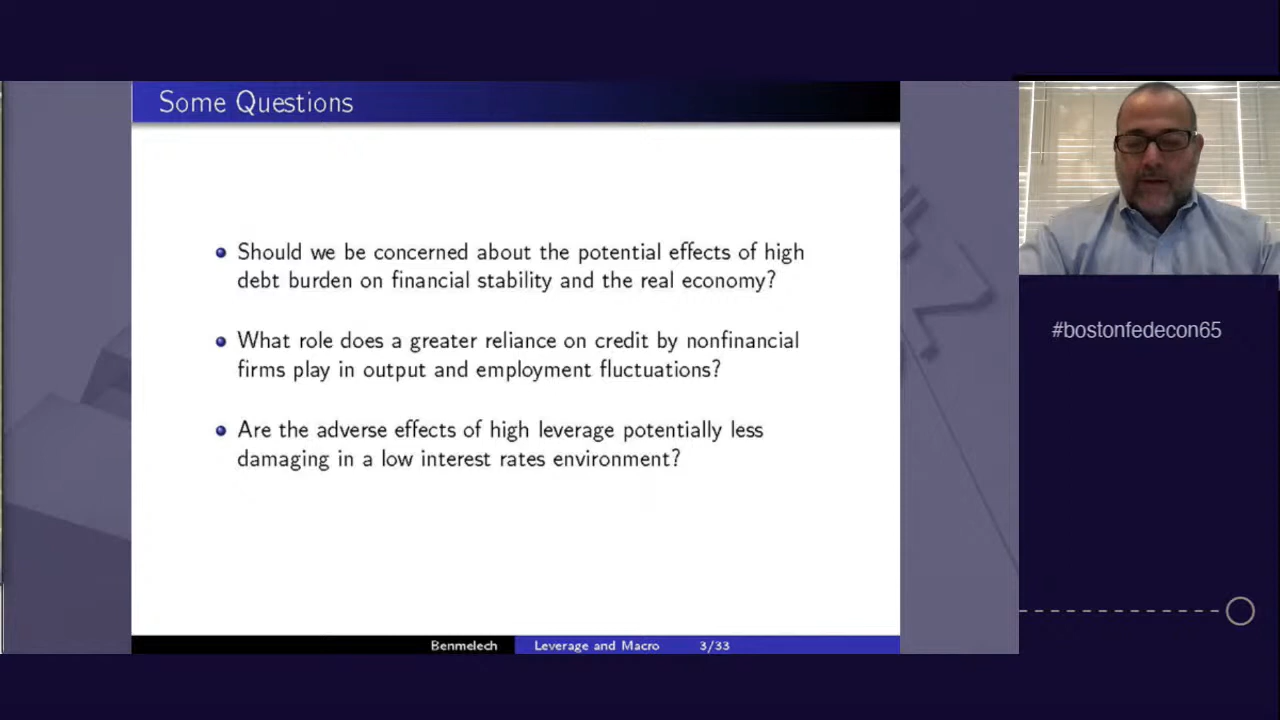 Some Questions
Should we be concerned about the potential effects of high
debt burden on financial stability and the real economy?
What role does a greater reliance on credit by nonfinancial
firms play in output and employment fluctuations?
Are the adverse effects of high leverage potentially less
damaging in a low interest rates environment?
Benmelech
Leverage and Macro
3/33
#bostonfedecon65